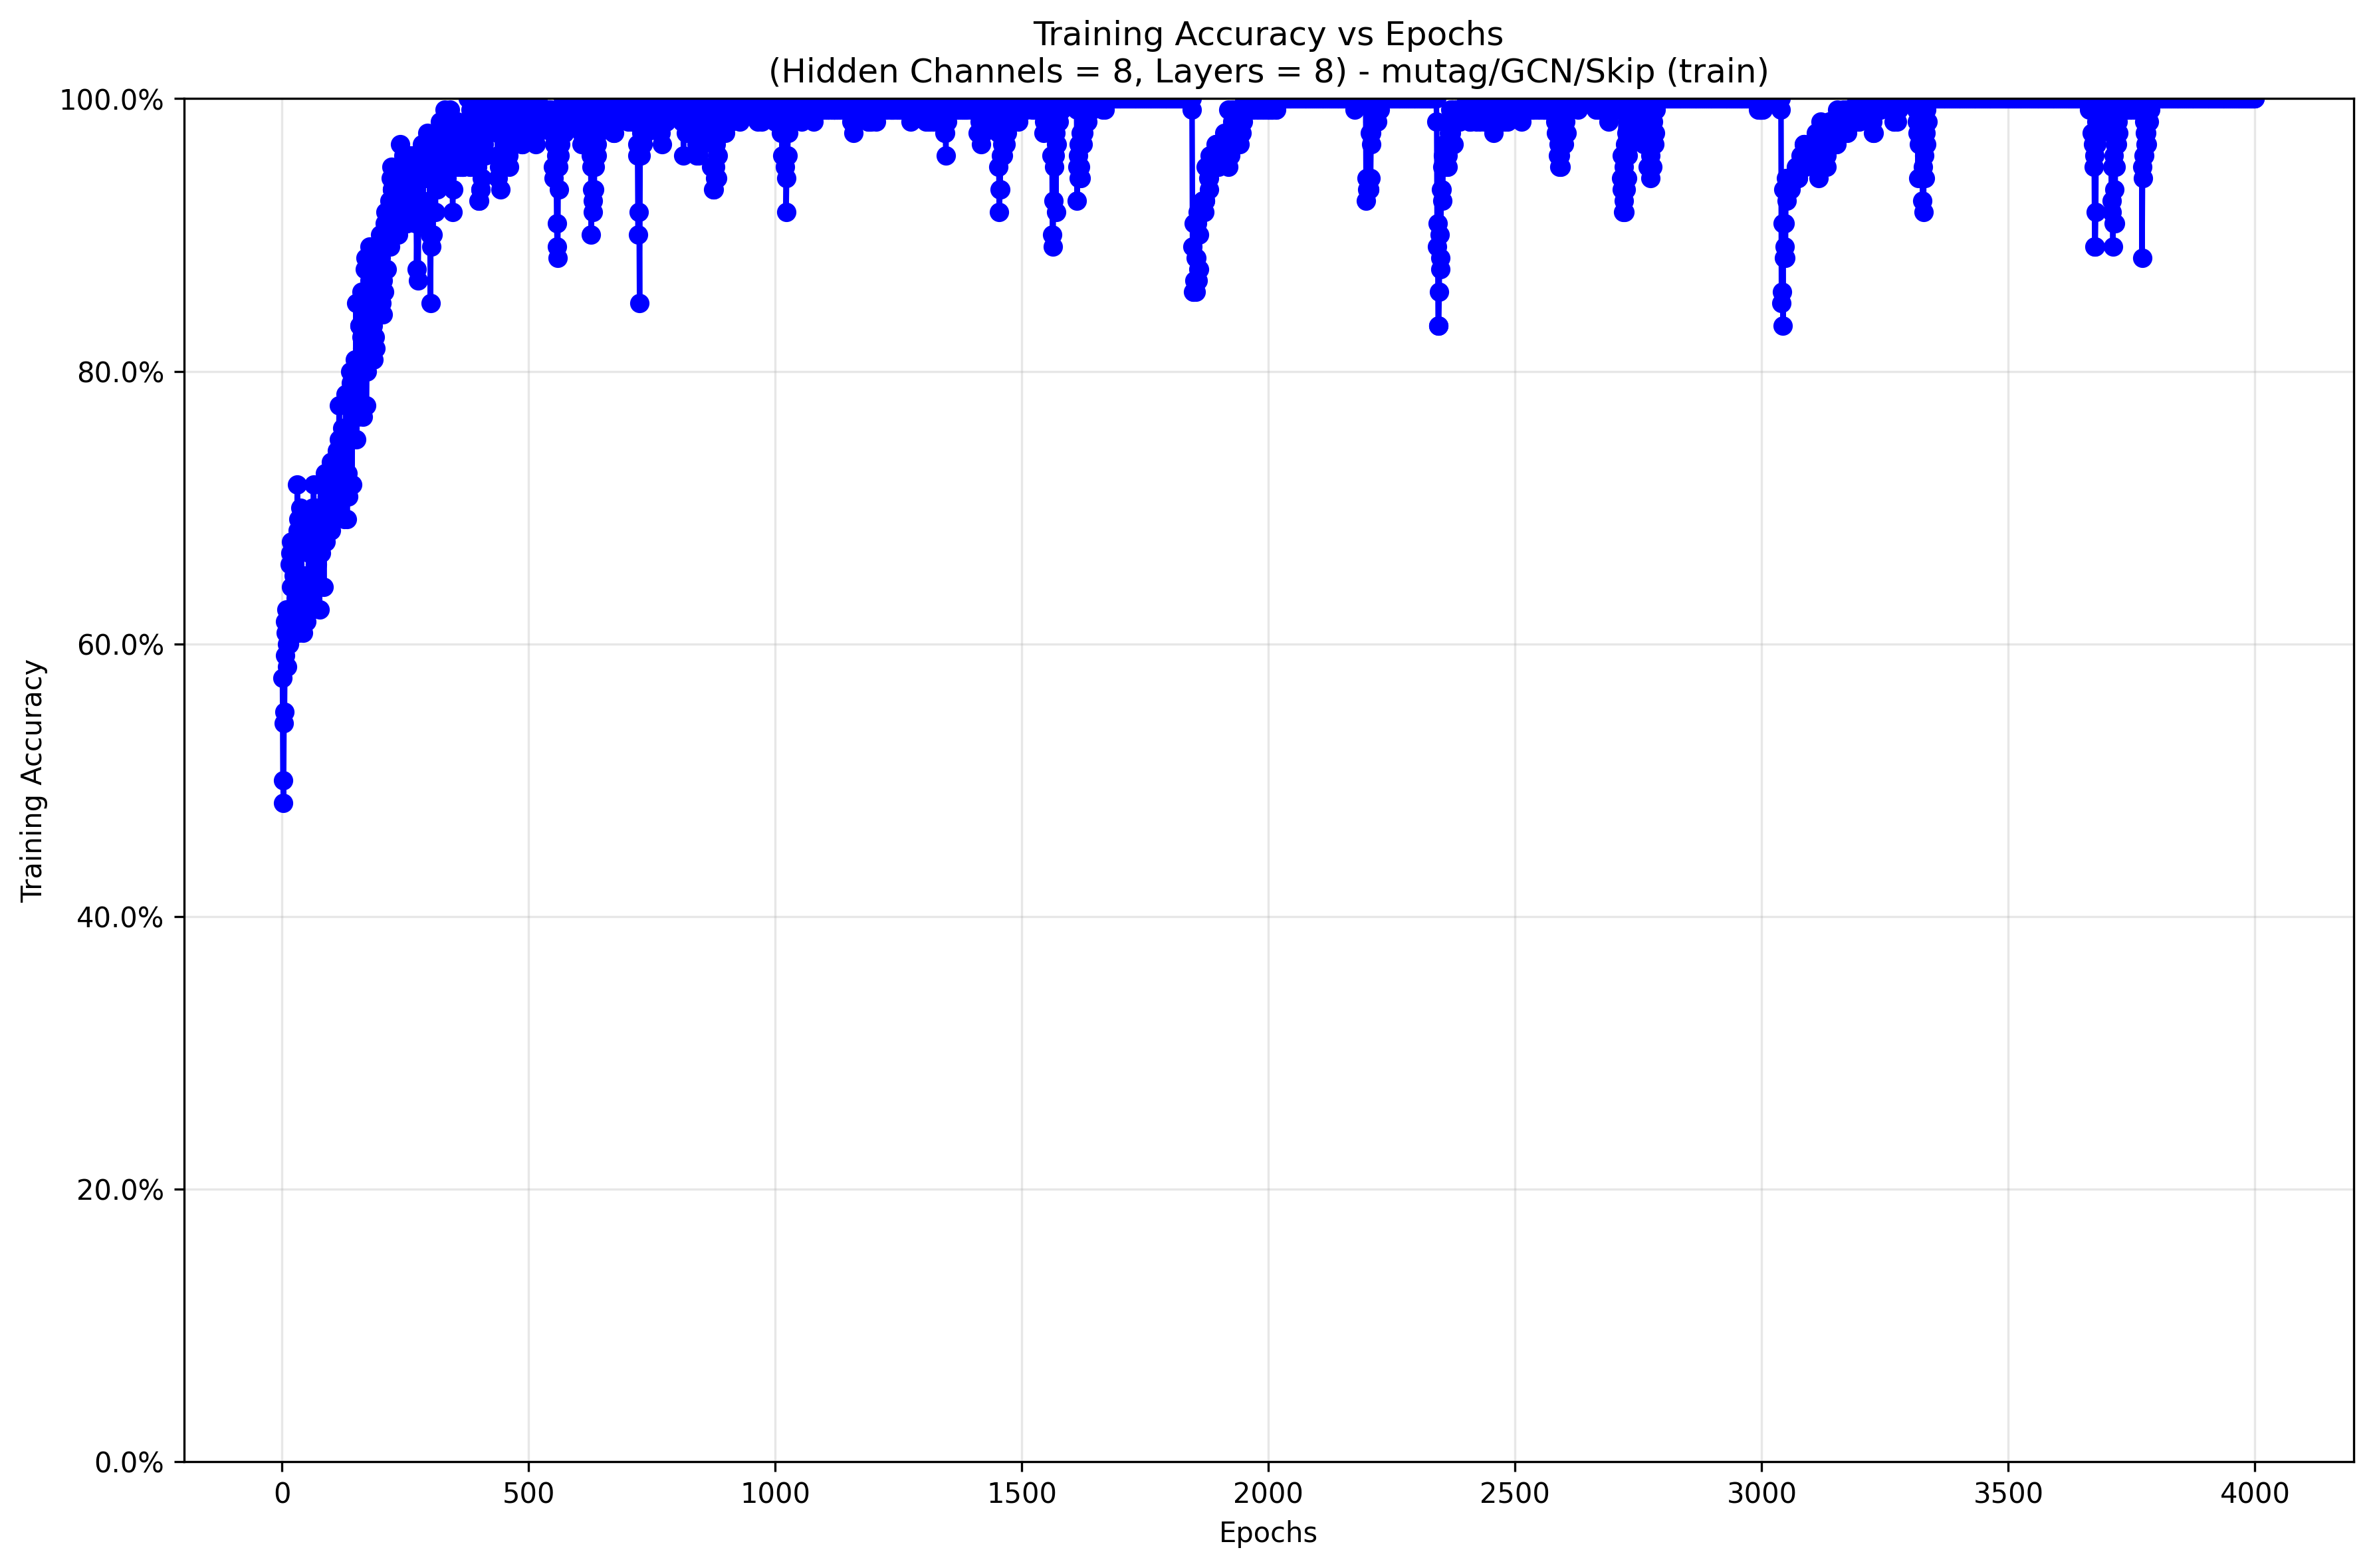 Training Accuracy vs Epochs
(Hidden Channels = 8, Layers = 8) - mutag/GCN/Skip (train)
100.0%
80.0%
60.0%
40.0%
20.0%
0.0%
Training Accuracy
0 500 1000 1500 2000 2500 3000 3500 4000
Epochs